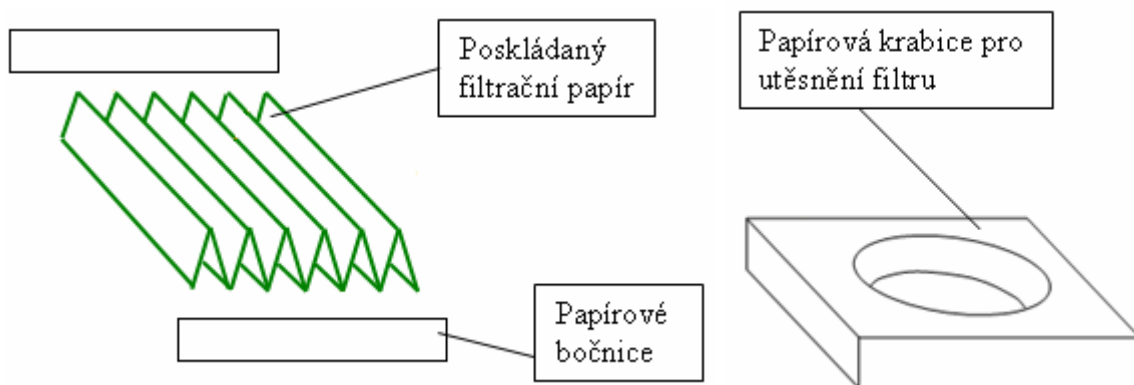 Poskládaný
filtrační papír
Papírová krabice pro
utěsnění filtru
Papírové
bočnice